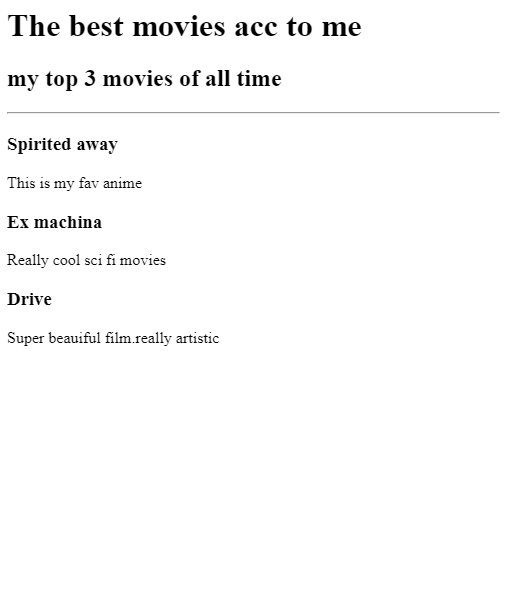 The best movies acc to me
my top 3 movies of all time
Spirited away
This is my fav anime
Ex machina
Really cool sci fi movies
Drive
Super beauiful film.really artistic